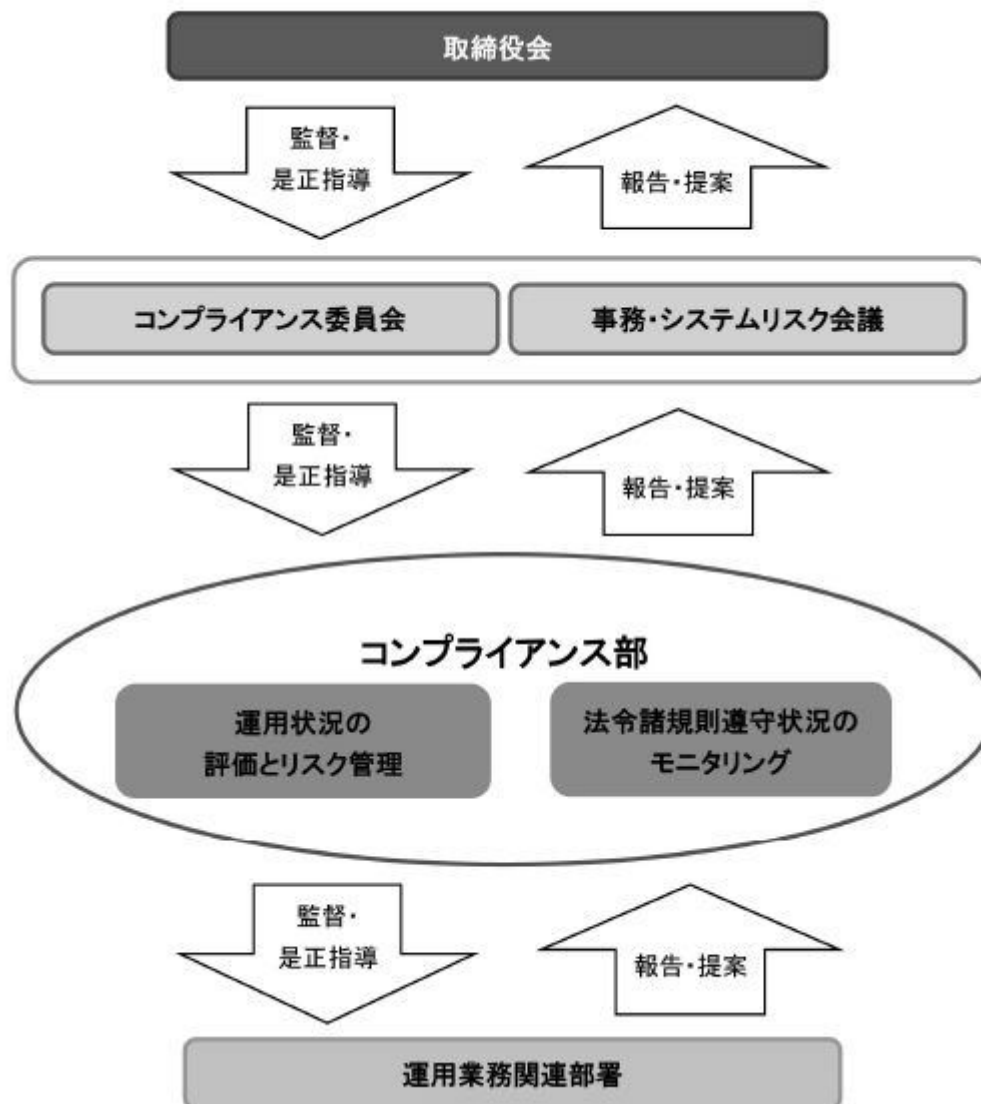 取締役会
監督・
是正指導
報告・提案
コンプライアンス委員会
事務・システムリスク会議
監督・
是正指導
報告・提案
コンプライアンス部
運用状況の
評価とリスク管理
法令諸規則遵守状況の
モニタリング
監督・
是正指導
報告・提案
運用業務関連部署